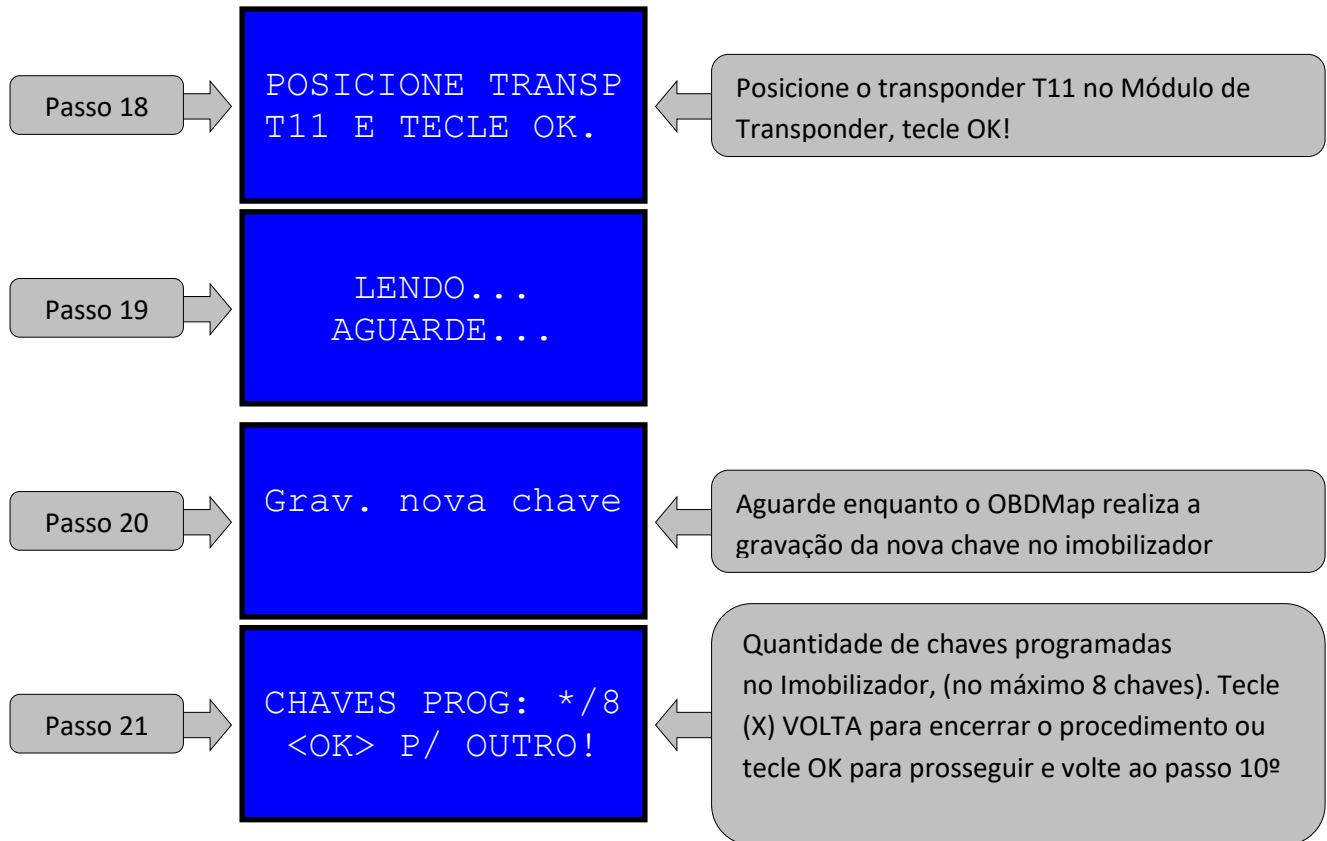 Passo 18
POSICIONE TRANSP
T11 E TECLE OK.
Posicione o transponder T11 no Módulo de
Transponder, tecle OK!
Passo 19
LENDO...
AGUARDE...
Passo 20
Grav. nova chave
Aguarde enquanto o OBDMap realiza a
gravação da nova chave no imobilizador
Passo 21
CHAVES PROG: */8
<OK> P/ OUTRO!
Quantidade de chaves programadas
no Imobilizador, (no máximo 8 chaves). Tecle
(X) VOLTA para encerrar o procedimento ou
tecle OK para prosseguir e volte ao passo 10º